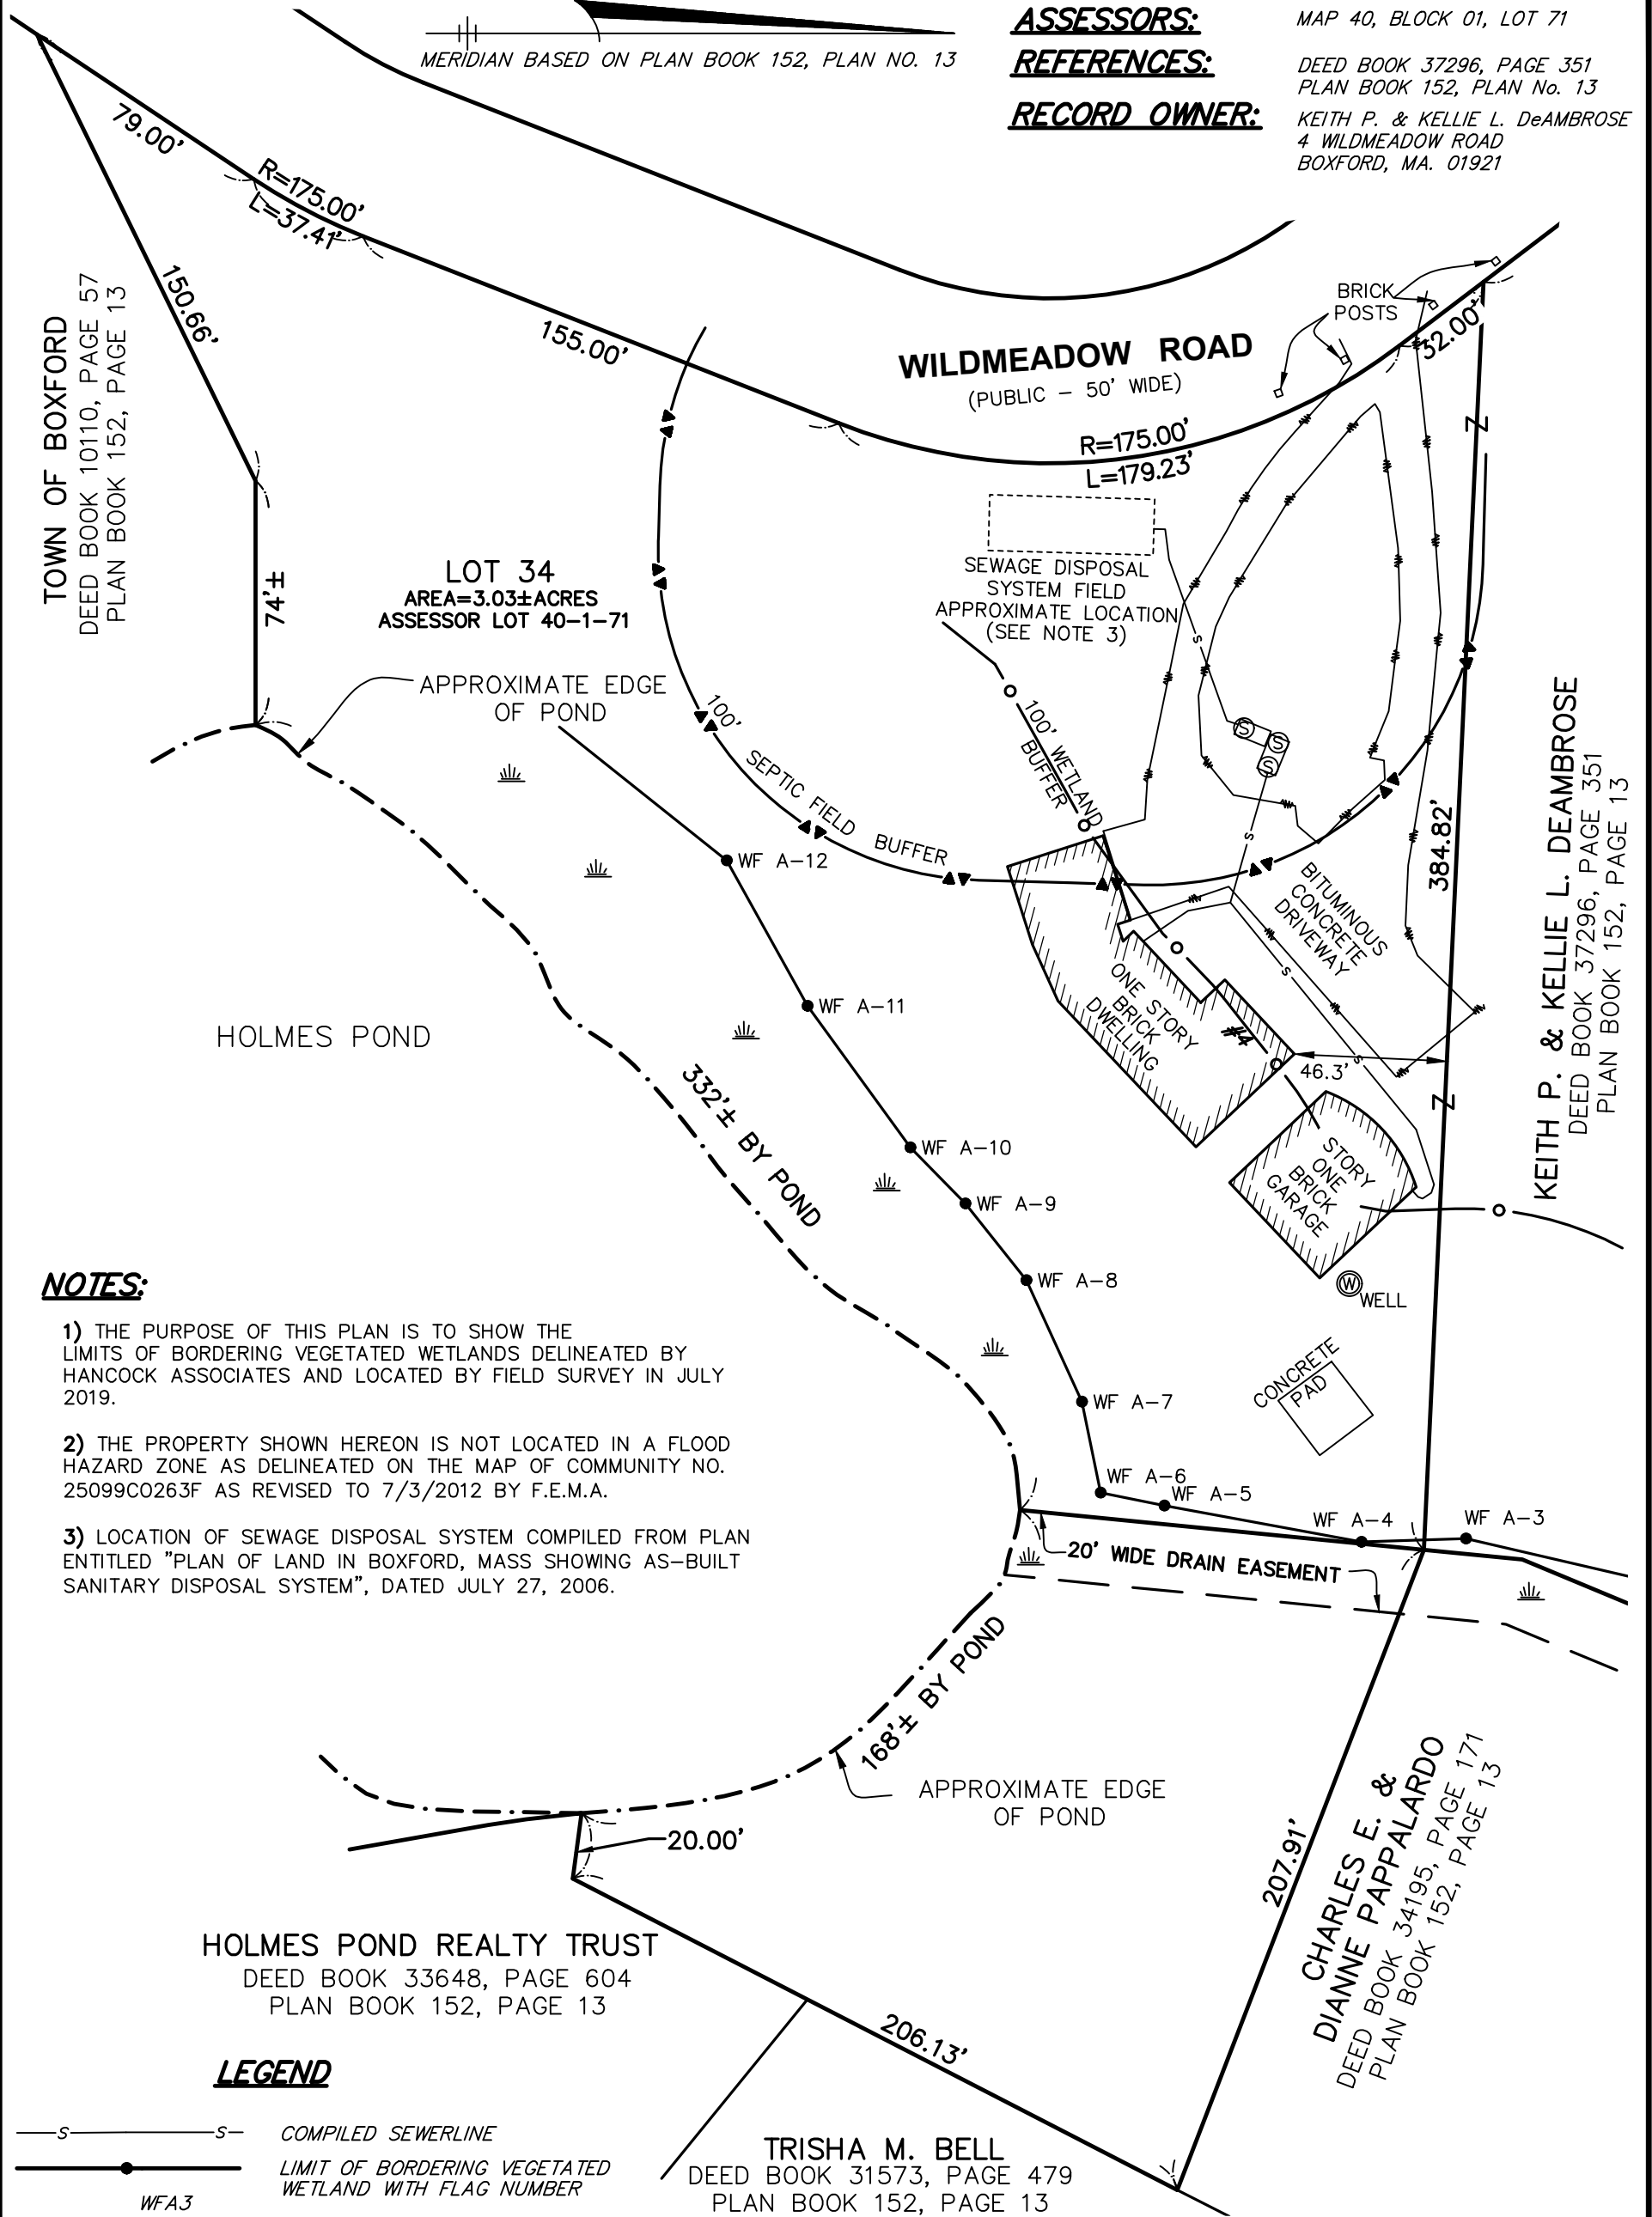 MERIDIAN BASED ON PLAN BOOK 152, PLAN NO. 13
ASSESSORS:
MAP 40, BLOCK 01, LOT 71
REFERENCES:
DEED BOOK 37296, PAGE 351
PLAN BOOK 152, PLAN No. 13
RECORD OWNER:
KEITH P. & KELLIE L. DeAMBROSE
4 WILDMEADOW ROAD
BOXFORD, MA. 01921
79.00'
R=175.00'
L=37.41'
150.66'
155.00'
TOWN OF BOXFORD
DEED BOOK 10110, PAGE 57
PLAN BOOK 152, PAGE 13
74'±
WILDMEADOW ROAD
(PUBLIC – 50' WIDE)
R=175.00'
L=179.23'
BRICK
POSTS
52.00'
Z
LOT 34
AREA=3.03±ACRES
ASSESSOR LOT 40-1-71
SEWAGE DISPOSAL
SYSTEM FIELD
APPROXIMATE LOCATION
(SEE NOTE 3)
S
APPROXIMATE EDGE
OF POND
100' SEPTIC FIELD BUFFER
100' WETLAND
BUFFER
S
S
S
S
WF A-12
WF A-11
WF A-10
WF A-9
WF A-8
WF A-7
WF A-6
WF A-5
WF A-4
WF A-3
BITUMINOUS
CONCRETE
DRIVEWAY
384.82'
KEITH P. & KELLIE L. DEAMBROSE
DEED BOOK 37296, PAGE 351
PLAN BOOK 152, PAGE 13
HOLMES POND
332'± BY POND
ONE STORY
BRICK
DWELLING
#4
S
S
46.3'
Z
STORY
ONE
BRICK
GARAGE
W
WELL
CONCRETE
PAD
NOTES:
1) THE PURPOSE OF THIS PLAN IS TO SHOW THE
LIMITS OF BORDERING VEGETATED WETLANDS DELINEATED BY
HANCOCK ASSOCIATES AND LOCATED BY FIELD SURVEY IN JULY
2019.
2) THE PROPERTY SHOWN HEREON IS NOT LOCATED IN A FLOOD
HAZARD ZONE AS DELINEATED ON THE MAP OF COMMUNITY NO.
25099C0263F AS REVISED TO 7/3/2012 BY F.E.M.A.
3) LOCATION OF SEWAGE DISPOSAL SYSTEM COMPILED FROM PLAN
ENTITLED "PLAN OF LAND IN BOXFORD, MASS SHOWING AS-BUILT
SANITARY DISPOSAL SYSTEM", DATED JULY 27, 2006.
20' WIDE DRAIN EASEMENT
168'± BY POND
APPROXIMATE EDGE
OF POND
20.00'
207.91'
CHARLES E. &
DIANNE PAPPALARDO
DEED BOOK 34195, PAGE 171
PLAN BOOK 152, PAGE 13
HOLMES POND REALTY TRUST
DEED BOOK 33648, PAGE 604
PLAN BOOK 152, PAGE 13
206.13'
TRISHA M. BELL
DEED BOOK 31573, PAGE 479
PLAN BOOK 152, PAGE 13
LEGEND
S S COMPILED SEWERLINE
LIMIT OF BORDERING VEGETATED
WETLAND WITH FLAG NUMBER
WFA3